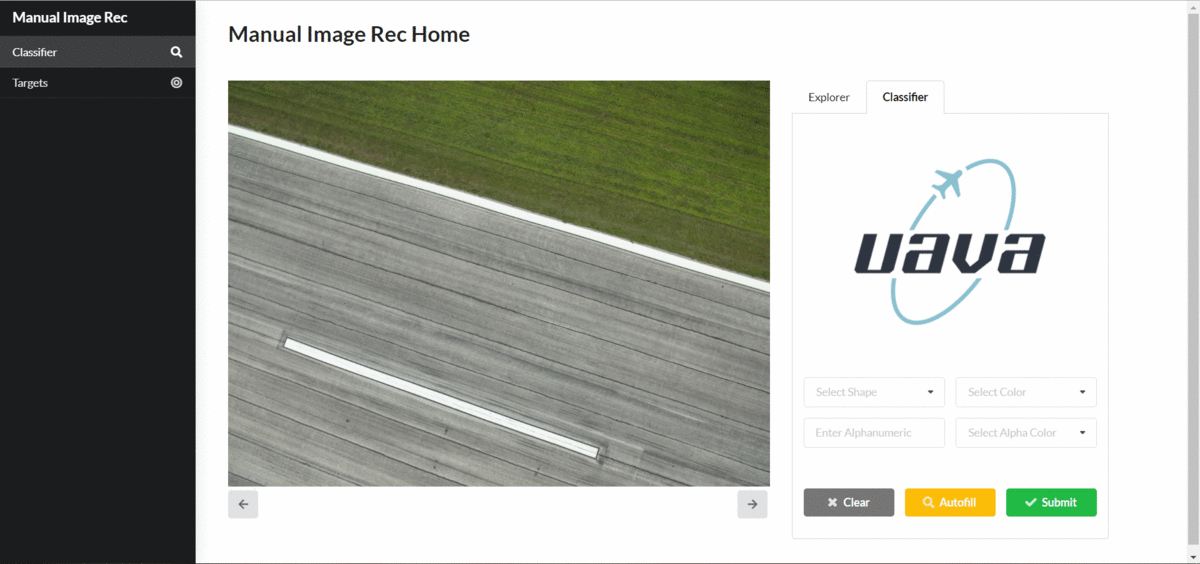 Manual Image Rec
Classifier
Targets
Manual Image Rec Home
Explorer
Classifier
uava
Select Shape
Select Color
Enter Alphanumeric
Select Alpha Color
Clear
Autofill
Submit